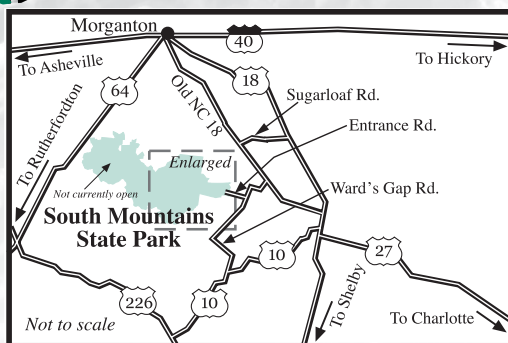 Morganton
40
To Asheville
To Hickory
64
18
Old NC 18
Sugarloaf Rd.
To Rutherfordton
Entrance Rd.
Enlarged
Not currently open
Ward's Gap Rd.
South Mountains
State Park
10
27
226
10
To Shelby
To Charlotte
Not to scale